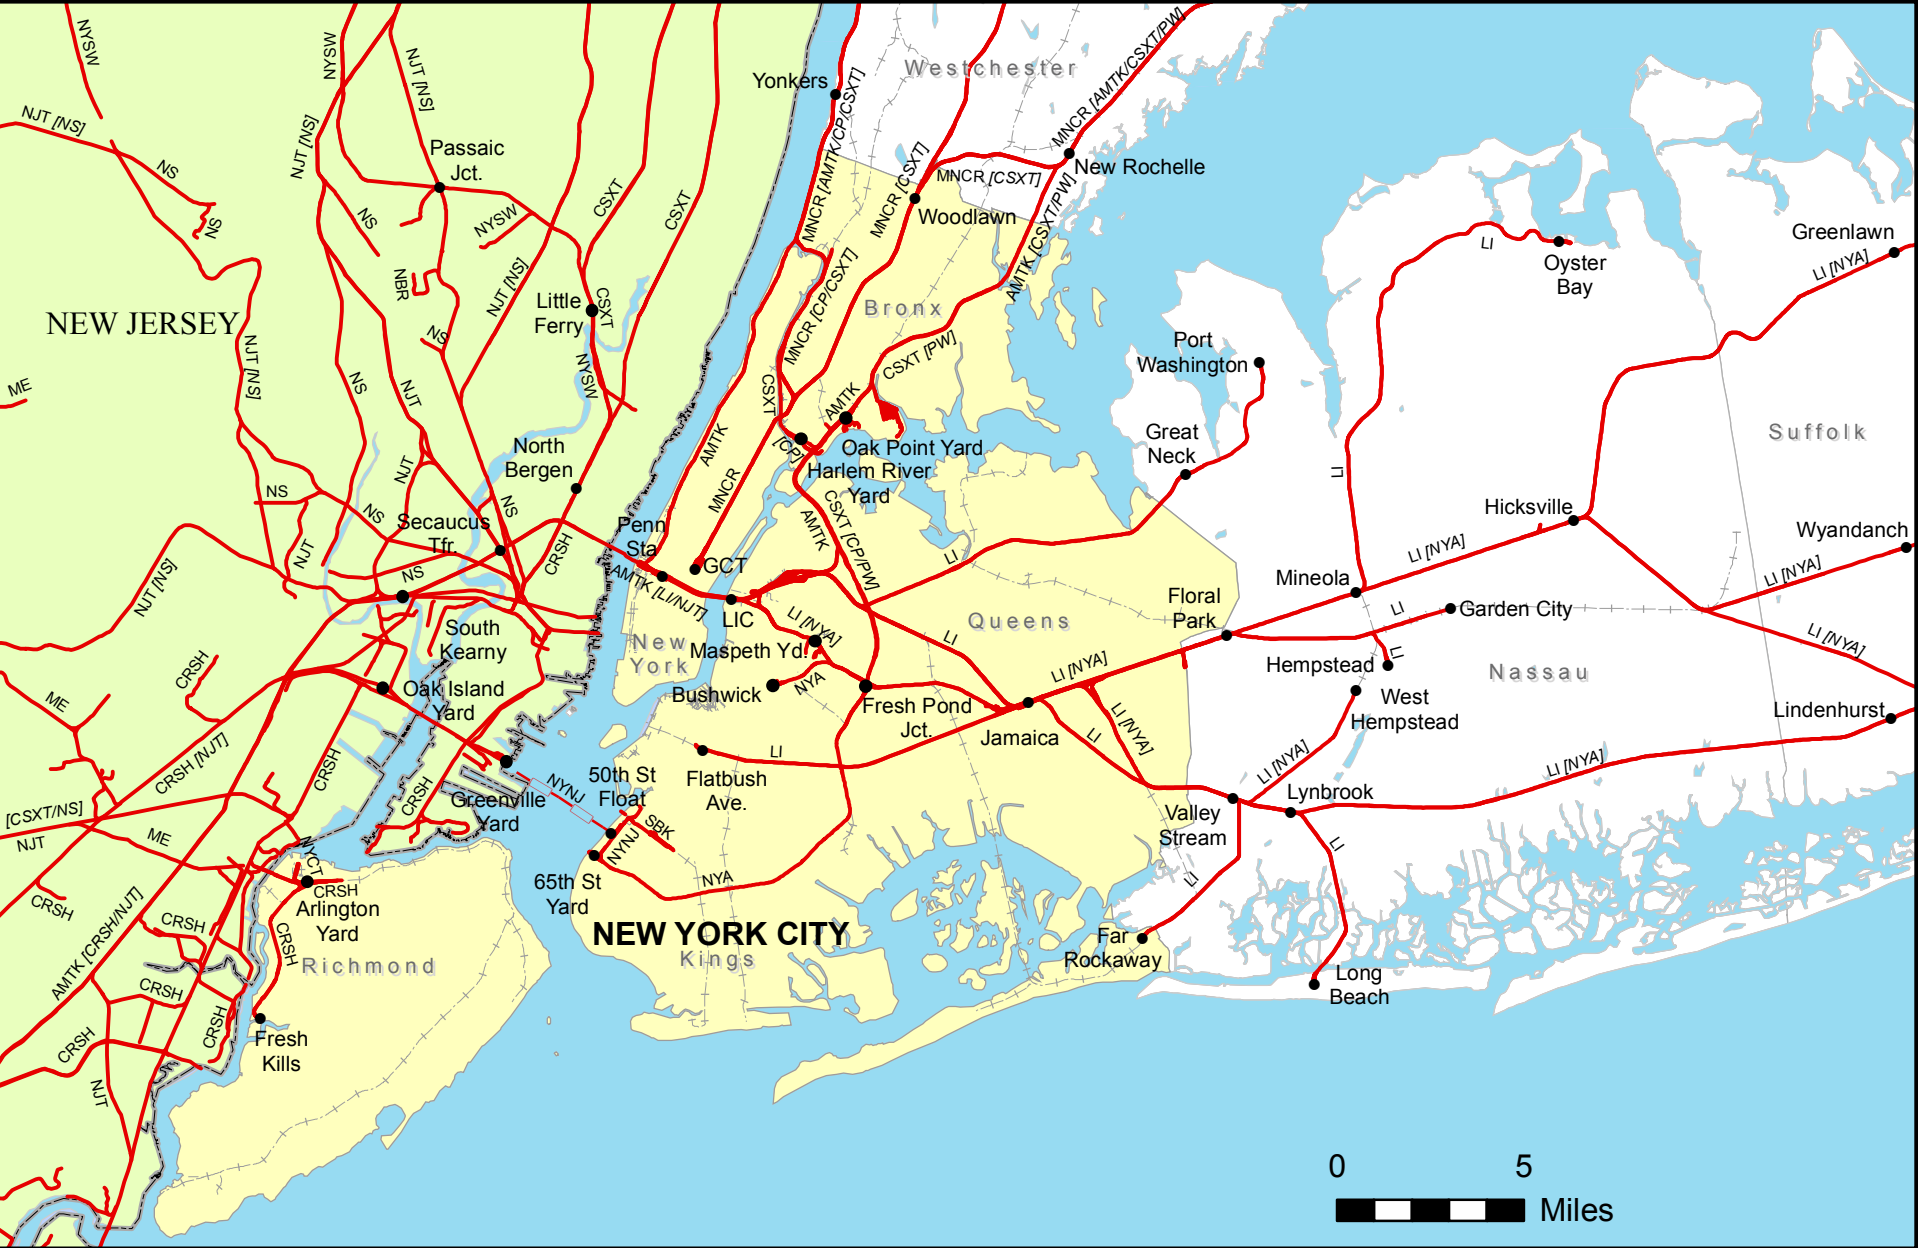 NYSW
NYSW
NJT [NS]
Westchester
Yonkers
MNCR [AMTK/CSXT/PW]
NJT [NS]
NJT [NS]
NS
Passaic
Jct.
MNCR [AMTK/CP/CSXT]
MNCR [CSXT]
MNCR [CSXT]
New Rochelle
CSXT
CSXT
NS
NYSW
NS
Woodlawn
AMTK [CSXT/PW]
Greenlawn
LI [NYA]
LI
Oyster
Bay
NBR
NJT [NS]
Little
Ferry
CSXT
MNCR [CP/CSXT]
Bronx
NEW JERSEY
NS
NJT [NS]
Port
Washington
CSXT [PW]
ME
NS
NJT
NYSW
CSXT
AMTK
Great
Neck
Suffolk
North
Bergen
AMTK
[CP]
Oak Point Yard
Harlem River
Yard
NJT
MNCR
LI
NS
NS
NS
Hicksville
Secaucus
Tfr.
Penn
Sta
CSXT [CP/PW]
AMTK
Wyandanch
NJT
CRSH
GCT
LI
LI [NYA]
NJT [NS]
NS
AMTK [LI/NJT]
Mineola
LI [NYA]
Floral
Park
LI
Garden City
LIC
LI [NYA]
Queens
South
Kearny
New
York
Maspeth Yd.
LI
LI [NYA]
LI [NYA]
CRSH
Hempstead
LI
Nassau
ME
Oak Island
Yard
Bushwick
NYA
Fresh Pond
Jct.
West
Hempstead
Lindenhurst
Jamaica
LI
LI [NYA]
CRSH [NJT]
CRSH
LI
LI [NYA]
LI [NYA]
Flatbush
Ave.
50th St
Float
NYNJ
Greenville
Yard
CRSH
Lynbrook
[CSXT/NS]
NJT
ME
Valley
Stream
SBK
NYNJ
LI
NYCT
CRSH
NYA
LI
65th St
Yard
CRSH
Arlington
Yard
CRSH
AMTK [CRSH/NJT]
CRSH
NEW YORK CITY
Kings
Far
Rockaway
Richmond
Long
Beach
CRSH
CRSH
CRSH
Fresh
Kills
NJT
0 5
Miles